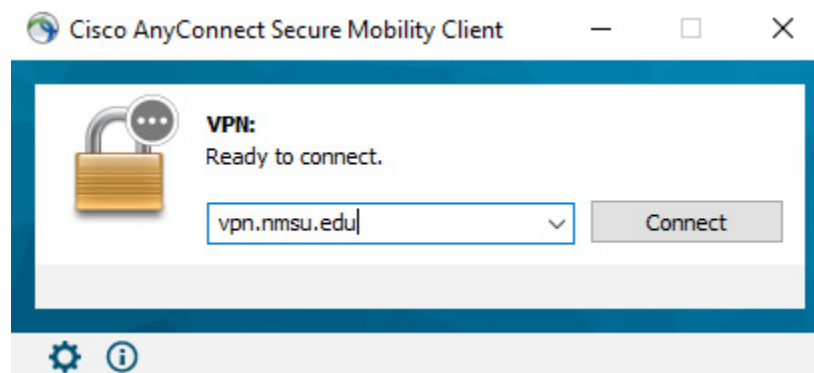 Cisco AnyConnect Secure Mobility Client
VPN:
Ready to connect.
vpn.nmsu.edu
Connect